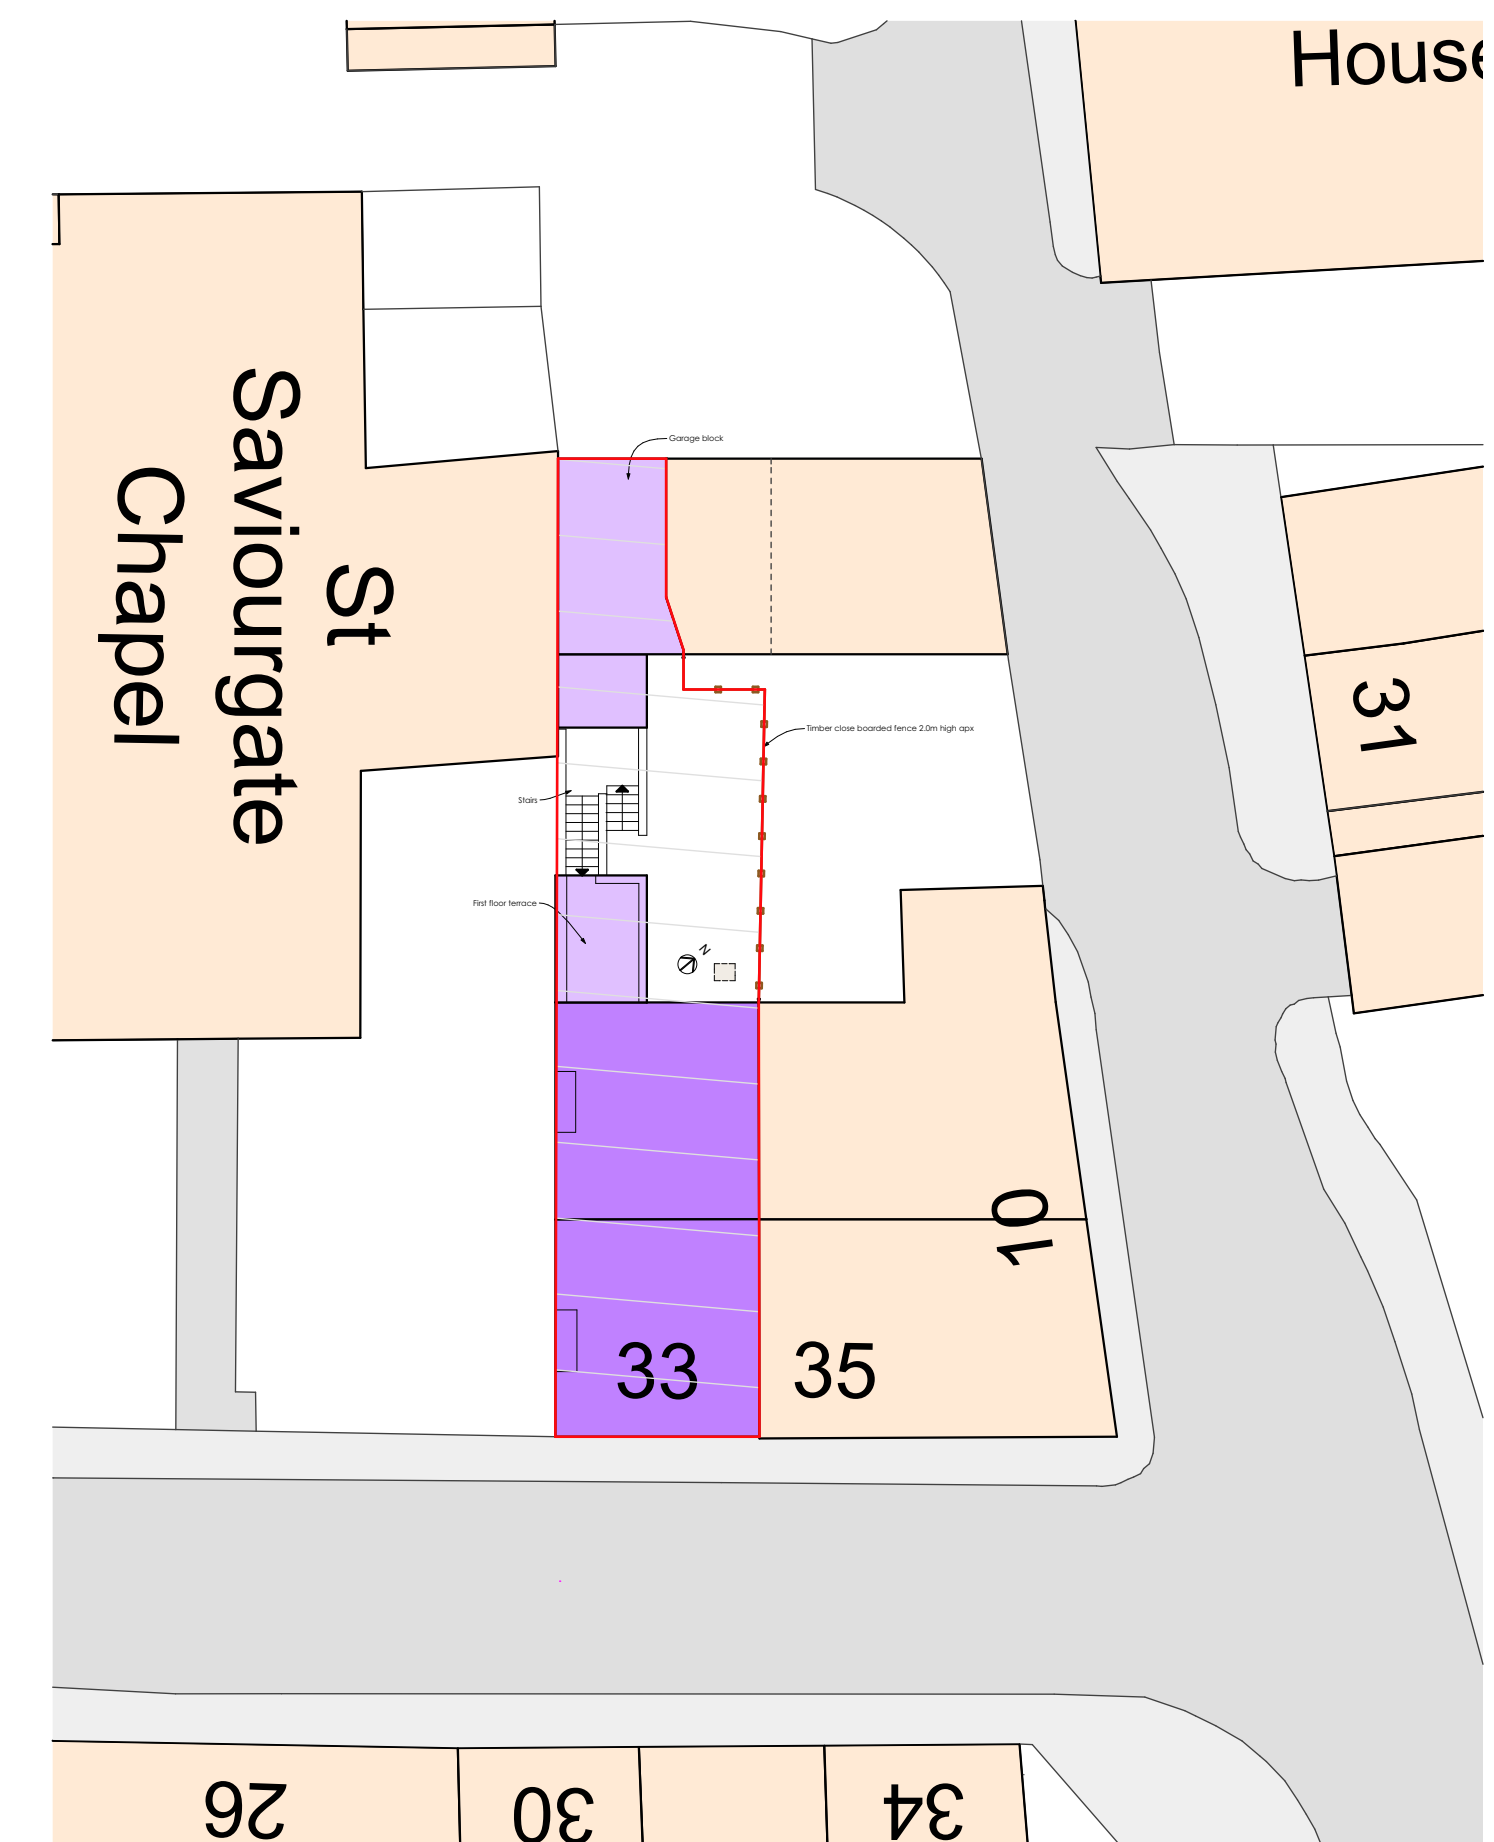 House
St
Saviourgate
Chapel
Garage block
31
Timber close boarded fence 2.0m high apx
Stairs
First floor terrace
N
10
33
35
26
30
34